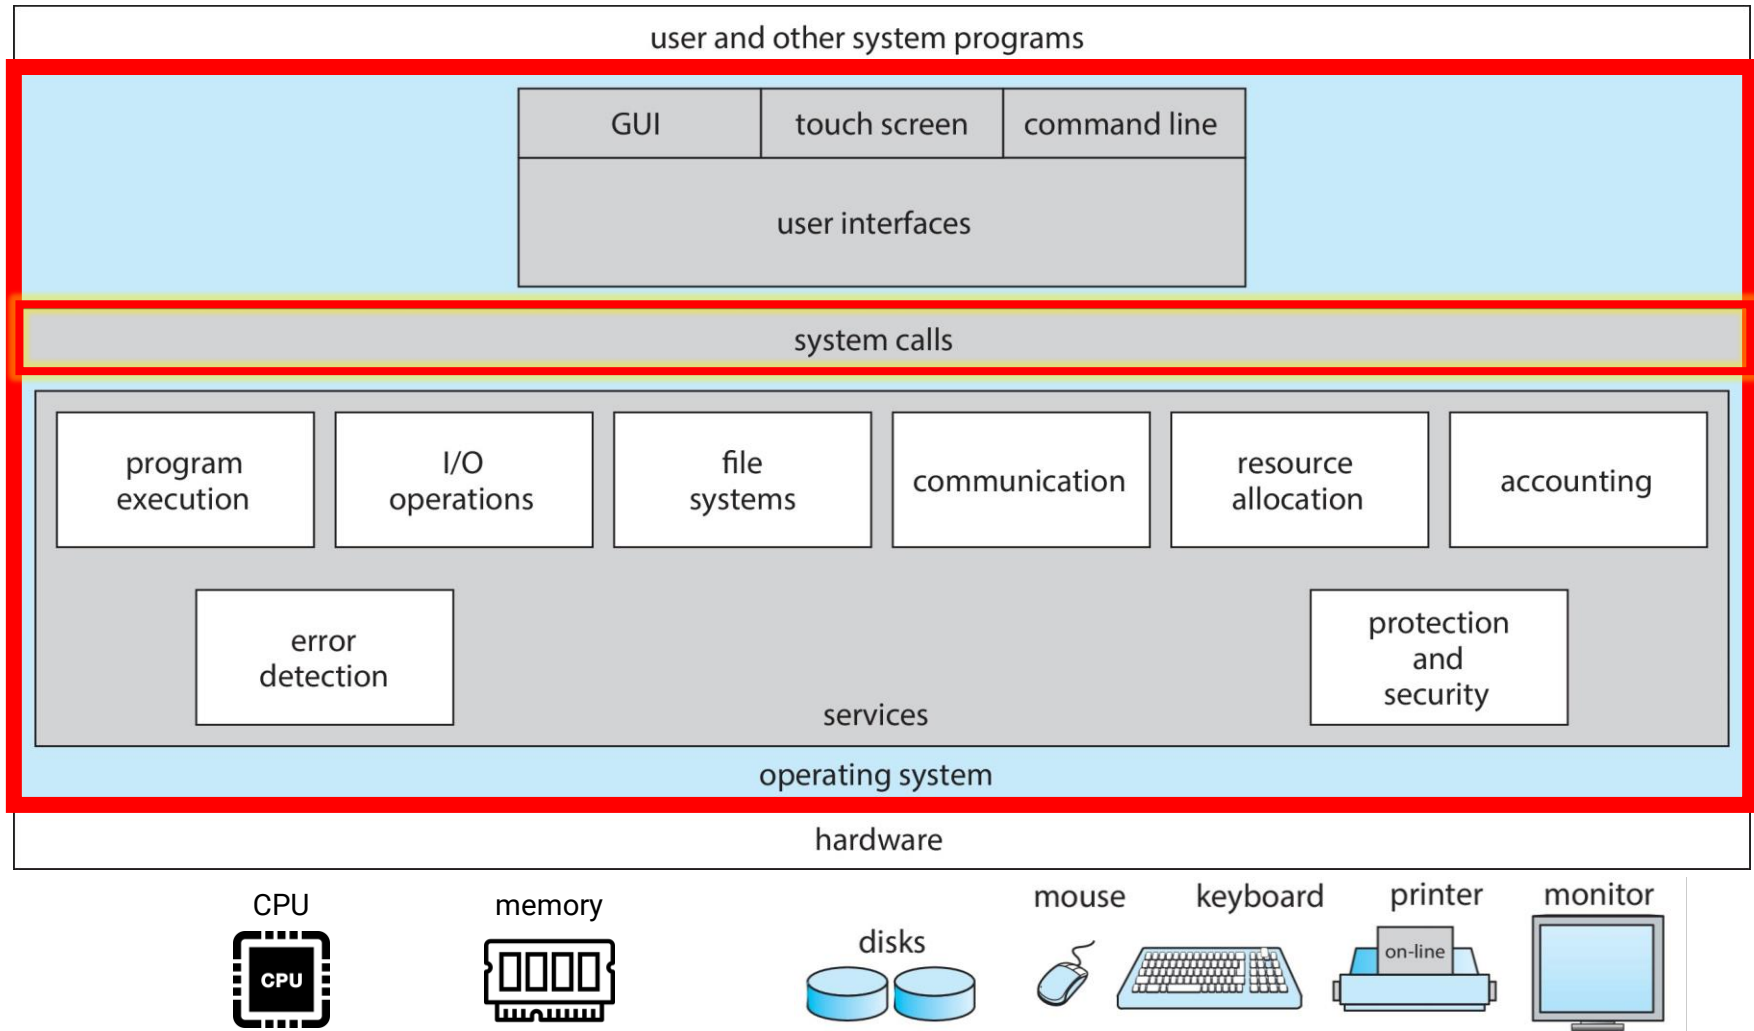 user and other system programs
GUI
touch screen
command line
user interfaces
system calls
program
execution
I/O
operations
file
systems
communication
resource
allocation
accounting
error
detection
protection
and
security
services
operating system
hardware
CPU
memory
disks
mouse
keyboard
printer
monitor
CPU
on-line